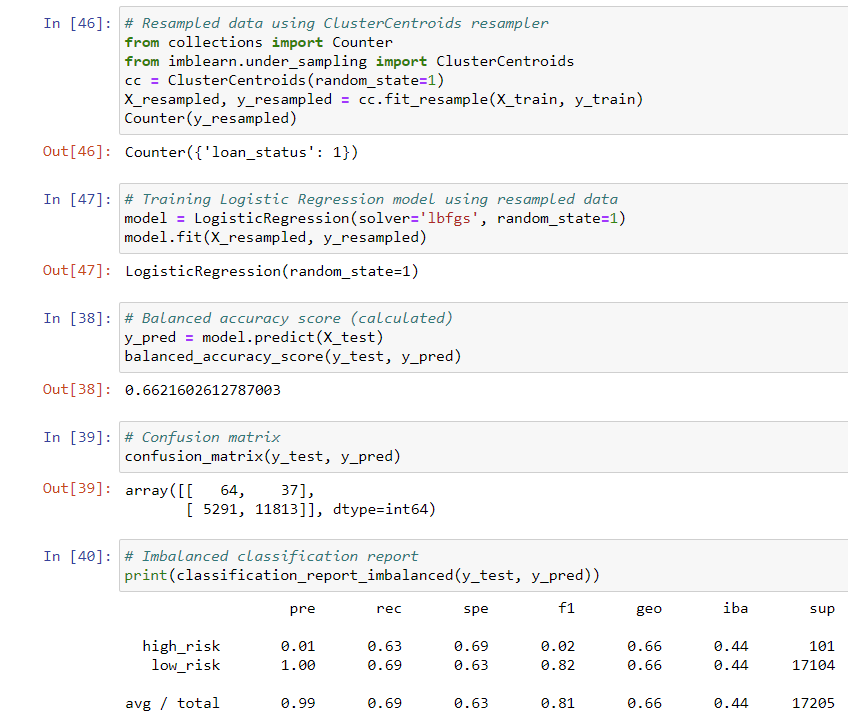 In [46]: # Resampled data using ClusterCentroids resampler
from collections import Counter
from imblearn.under_sampling import ClusterCentroids
cc = ClusterCentroids(random_state=1)
X_resampled, y_resampled = cc.fit_resample(X_train, y_train)
Counter(y_resampled)
Out[46]: Counter({'loan_status': 1})
In [47]: # Training Logistic Regression model using resampled data
model = LogisticRegression(solver='lbfgs', random_state=1)
model.fit(X_resampled, y_resampled)
Out[47]: LogisticRegression(random_state=1)
In [38]: # Balanced accuracy score (calculated)
y_pred = model.predict(X_test)
balanced_accuracy_score(y_test, y_pred)
Out[38]: 0.6621602612787003
In [39]: # Confusion matrix
confusion_matrix(y_test, y_pred)
Out[39]: array([[   64,    37],
       [ 5291, 11813]], dtype=int64)
In [40]: # Imbalanced classification report
print(classification_report_imbalanced(y_test, y_pred))
pre rec spe f1 geo iba sup
high_risk 0.01 0.63 0.69 0.02 0.66 0.44 101
low_risk 1.00 0.69 0.63 0.82 0.66 0.44 17104
avg / total 0.99 0.69 0.63 0.81 0.66 0.44 17205